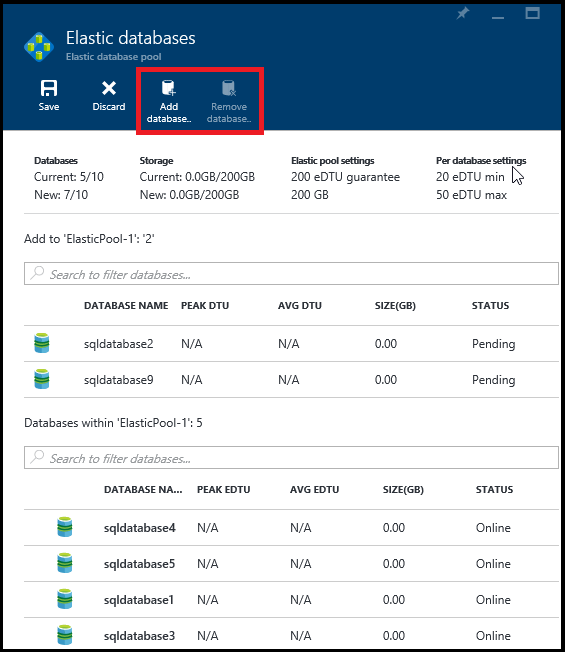 Elastic databases
Elastic database pool
Save
Discard
Add database..
Remove database..
Databases
Current: 5/10
New: 7/10
Storage
Current: 0.0GB/200GB
New: 0.0GB/200GB
Elastic pool settings
200 eDTU guarantee
200 GB
Per database settings
20 eDTU min
50 eDTU max
Add to 'ElasticPool-1': '2'
Search to filter databases...
DATABASE NAME PEAK DTU AVG DTU SIZE(GB) STATUS
sqldatabase2 N/A N/A 0.00 Pending
sqldatabase9 N/A N/A 0.00 Pending
Databases within 'ElasticPool-1': 5
Search to filter databases...
DATABASE NA... PEAK EDTU AVG EDTU SIZE(GB) STATUS
sqldatabase4 N/A N/A 0.00 Online
sqldatabase5 N/A N/A 0.00 Online
sqldatabase1 N/A N/A 0.00 Online
sqldatabase3 N/A N/A 0.00 Online